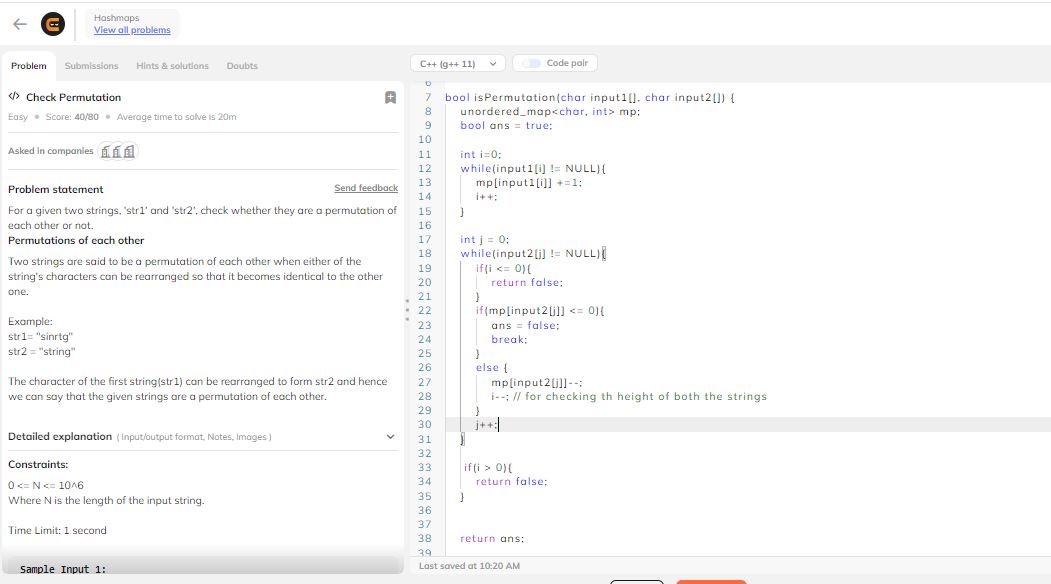 Hashmaps
View all problems
Problem Submissions Hints & solutions Doubts
</> Check Permutation
Easy • Score: 40/80 • Average time to solve is 20m
Asked in companies
Problem statement Send feedback
For a given two strings, 'str1' and 'str2', check whether they are a permutation of
each other or not.
Permutations of each other
Two strings are said to be a permutation of each other when either of the
string's characters can be rearranged so that it becomes identical to the other
one.
Example:
str1= "sinrtg"
str2 = "string"
The character of the first string(str1) can be rearranged to form str2 and hence
we can say that the given strings are a permutation of each other.
Detailed explanation ( Input/output format, Notes, Images )
Constraints:
0 <= N <= 10^6
Where N is the length of the input string.
Time Limit: 1 second
Sample Input 1:
C++ (g++ 11) Code pair
6
7 bool isPermutation(char input1[], char input2[]) {
8 unordered_map<char, int> mp;
9 bool ans = true;
10
11 int i=0;
12 while(input1[i] != NULL){
13 mp[input1[i]] +=1;
14 i++;
15 }
16
17 int j = 0;
18 while(input2[j] != NULL){
19 if(i <= 0){
20 return false;
21 }
22 if(mp[input2[j]] <= 0){
23 ans = false;
24 break;
25 }
26 else {
27 mp[input2[j]]--;
28 i--; // for checking th height of both the strings
29 }
30 j++;
31 }
32
33 if(i > 0){
34 return false;
35 }
36
37
38 return ans;
39
Last saved at 10:20 AM